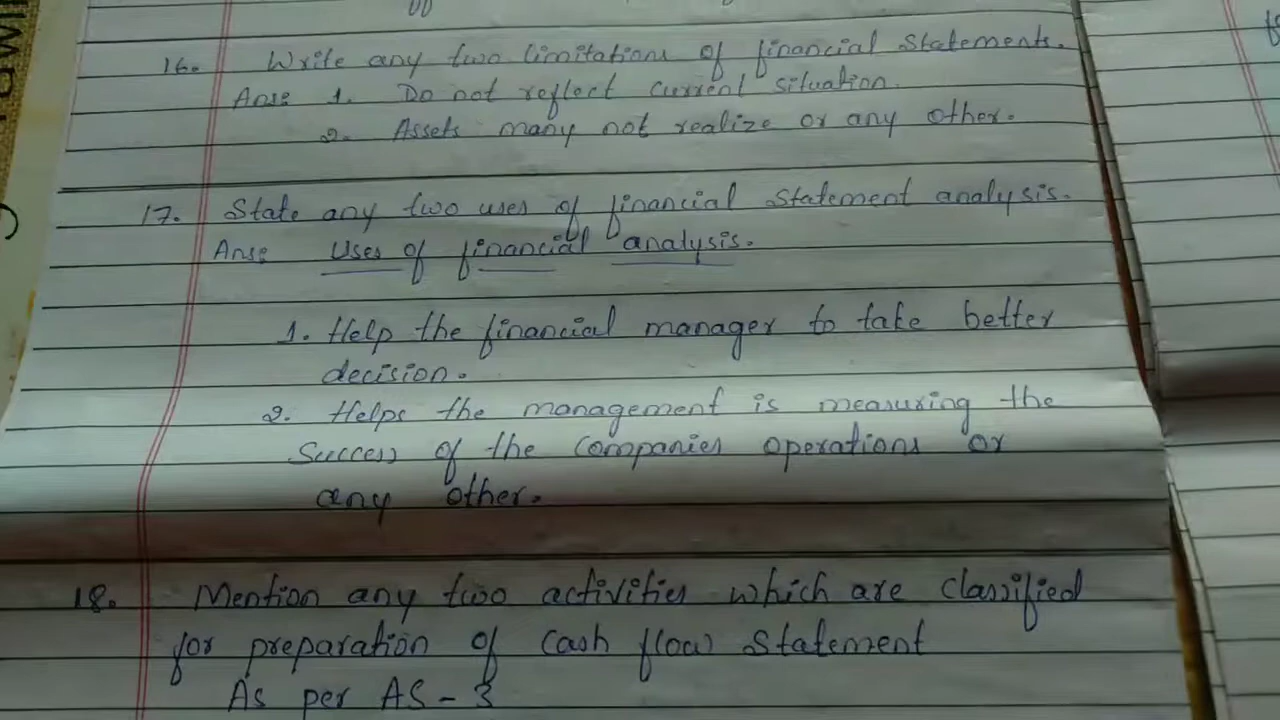 16. Write any two limitations of financial statements.
Ans: 1. Do not reflect current situation.
2. Assets many not realize or any other.
17. State any two uses of financial statement analysis.
Ans: Uses of financial analysis.
1. Help the financial manager to take better
decision.
2. Helps the management is measuring the
success of the companies operations or
any other.
18. Mention any two activities which are classified
for preparation of cash flow statement
As per AS - 3